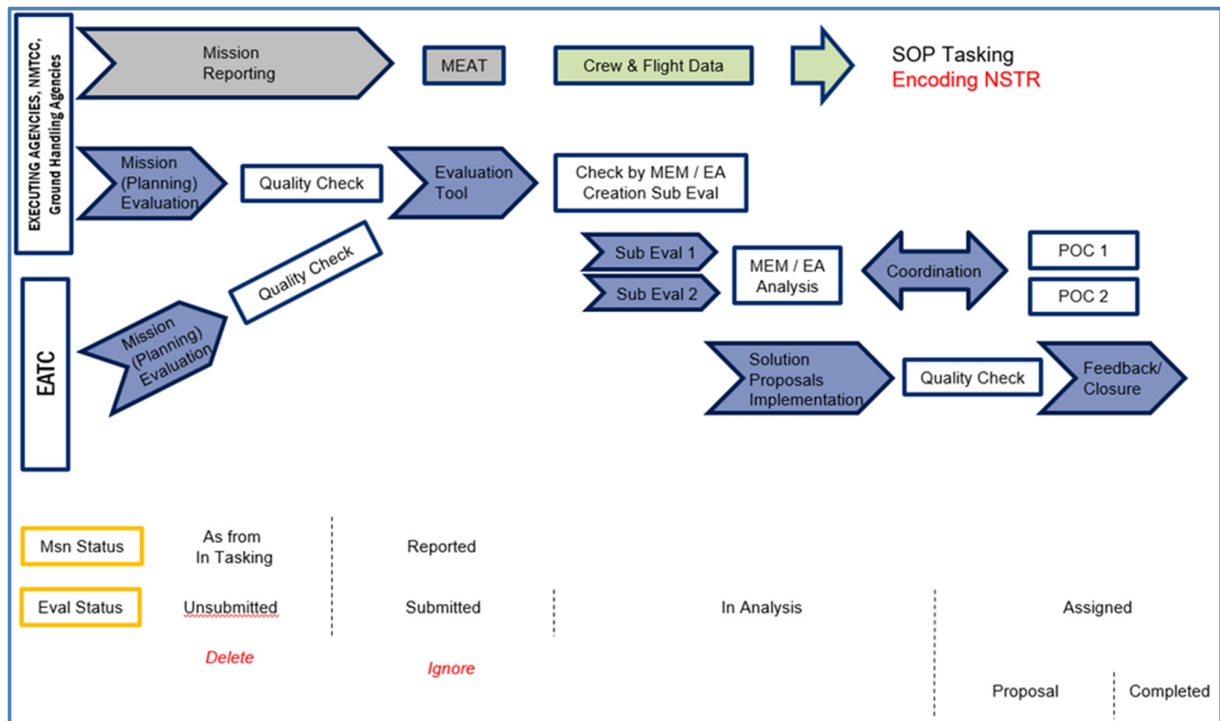 EXECUTING AGENCIES, NMTCC,
Ground Handling Agencies
Mission
Reporting
MEAT
Crew & Flight Data
SOP Tasking
Encoding NSTR
Mission
(Planning)
Evaluation
Quality Check
Evaluation
Tool
Check by MEM / EA
Creation Sub Eval
Quality Check
Sub Eval 1
Sub Eval 2
MEM / EA
Analysis
Coordination
POC 1
POC 2
EATC
Mission
(Planning)
Evaluation
Solution
Proposals
Implementation
Quality Check
Feedback/
Closure
Msn Status
As from
In Tasking
Reported
Eval Status
Unsubmitted
Submitted
In Analysis
Assigned
Delete
Ignore
Proposal
Completed